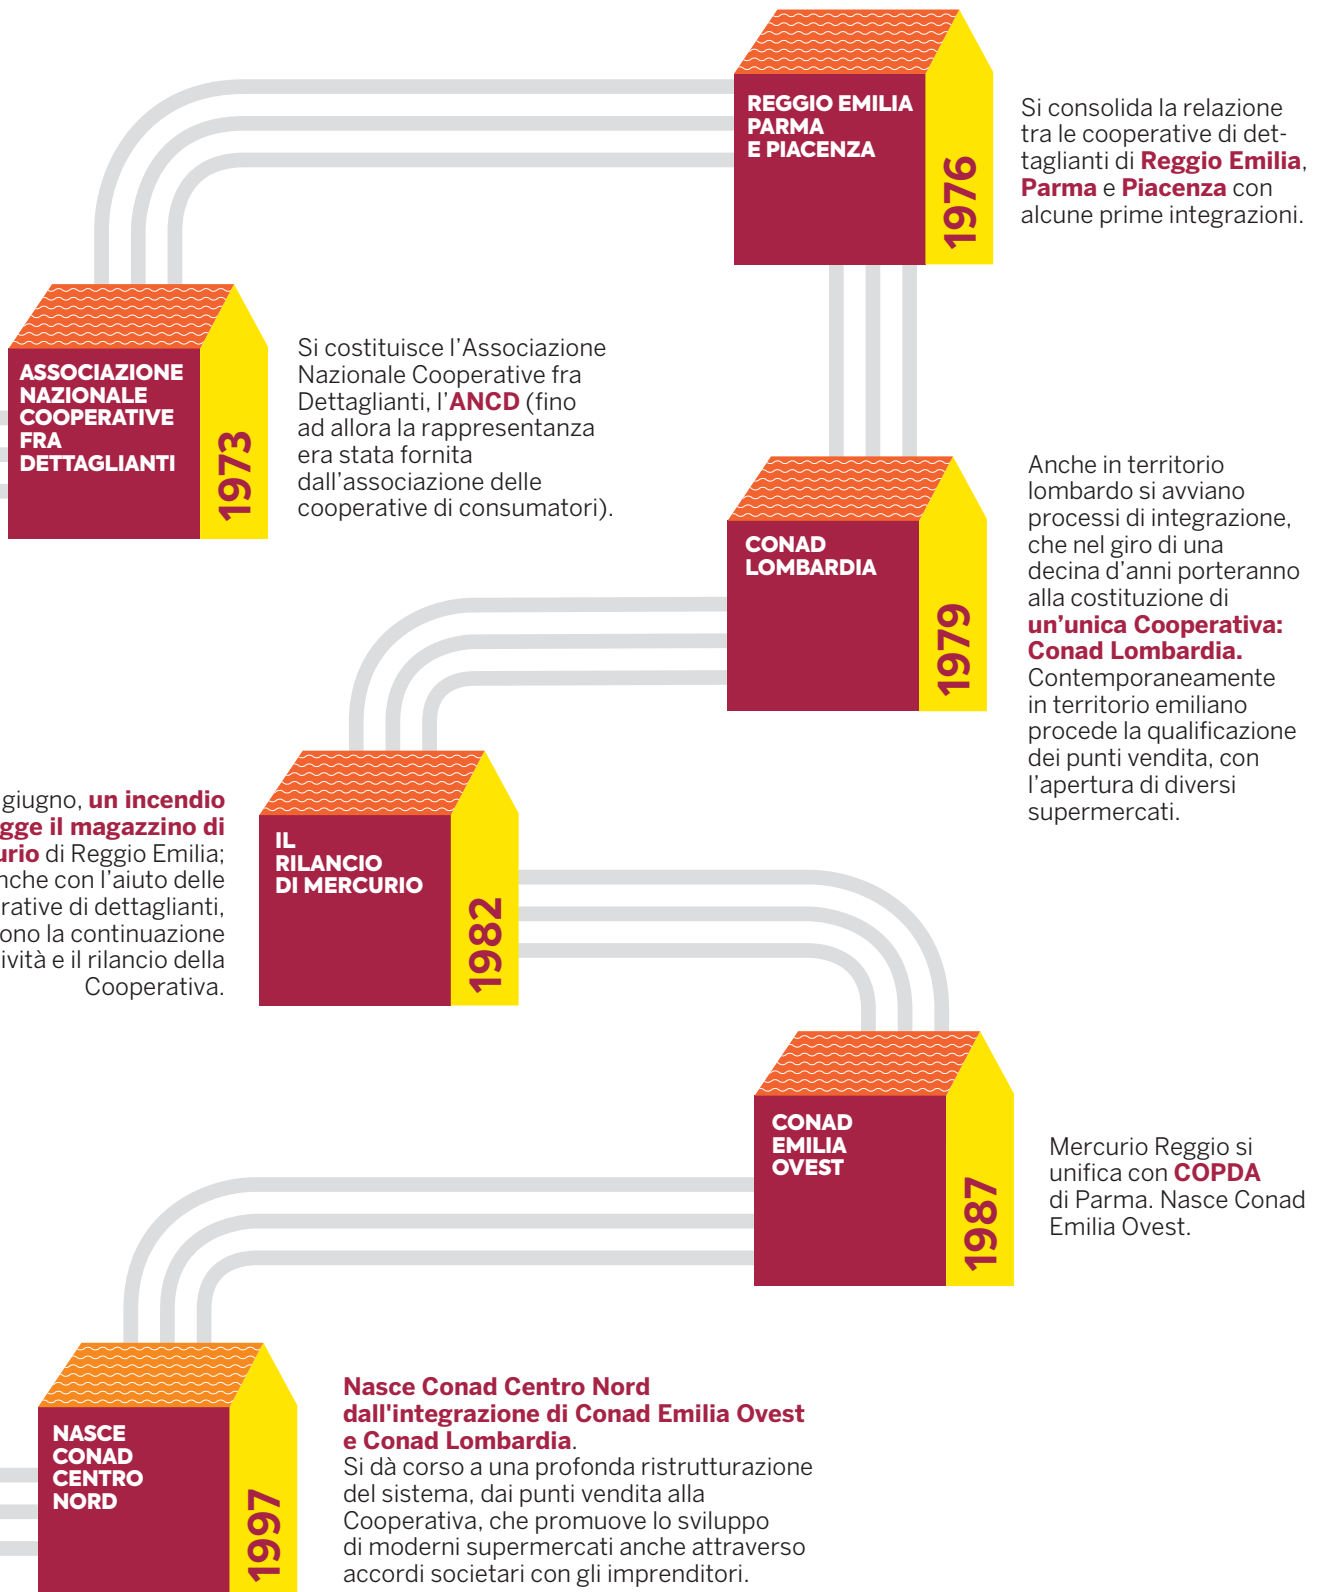 REGGIO EMILIA
PARMA
E PIACENZA
1976
Si consolida la relazione
tra le cooperative di det-
taglianti di Reggio Emilia,
Parma e Piacenza con
alcune prime integrazioni.
ASSOCIAZIONE
NAZIONALE
COOPERATIVE
FRA
DETTAGLIANTI
1973
Si costituisce l’Associazione
Nazionale Cooperative fra
Dettaglianti, l’ANCD (fino
ad allora la rappresentanza
era stata fornita
dall’associazione delle
cooperative di consumatori).
CONAD
LOMBARDIA
1979
Anche in territorio
lombardo si avviano
processi di integrazione,
che nel giro di una
decina d’anni porteranno
alla costituzione di
un’unica Cooperativa:
Conad Lombardia.
Contemporaneamente
in territorio emiliano
procede la qualificazione
dei punti vendita, con
l’apertura di diversi
supermercati.
giugno, un incendio
gge il magazzino di
urio di Reggio Emilia;
nche con l’aiuto delle
rative di dettaglianti,
ono la continuazione
ività e il rilancio della
Cooperativa.
IL
RILANCIO
DI MERCURIO
1982
CONAD
EMILIA
OVEST
1987
Mercurio Reggio si
unifica con COPDA
di Parma. Nasce Conad
Emilia Ovest.
NASCE
CONAD
CENTRO
NORD
1997
Nasce Conad Centro Nord
dall'integrazione di Conad Emilia Ovest
e Conad Lombardia.
Si dà corso a una profonda ristrutturazione
del sistema, dai punti vendita alla
Cooperativa, che promuove lo sviluppo
di moderni supermercati anche attraverso
accordi societari con gli imprenditori.